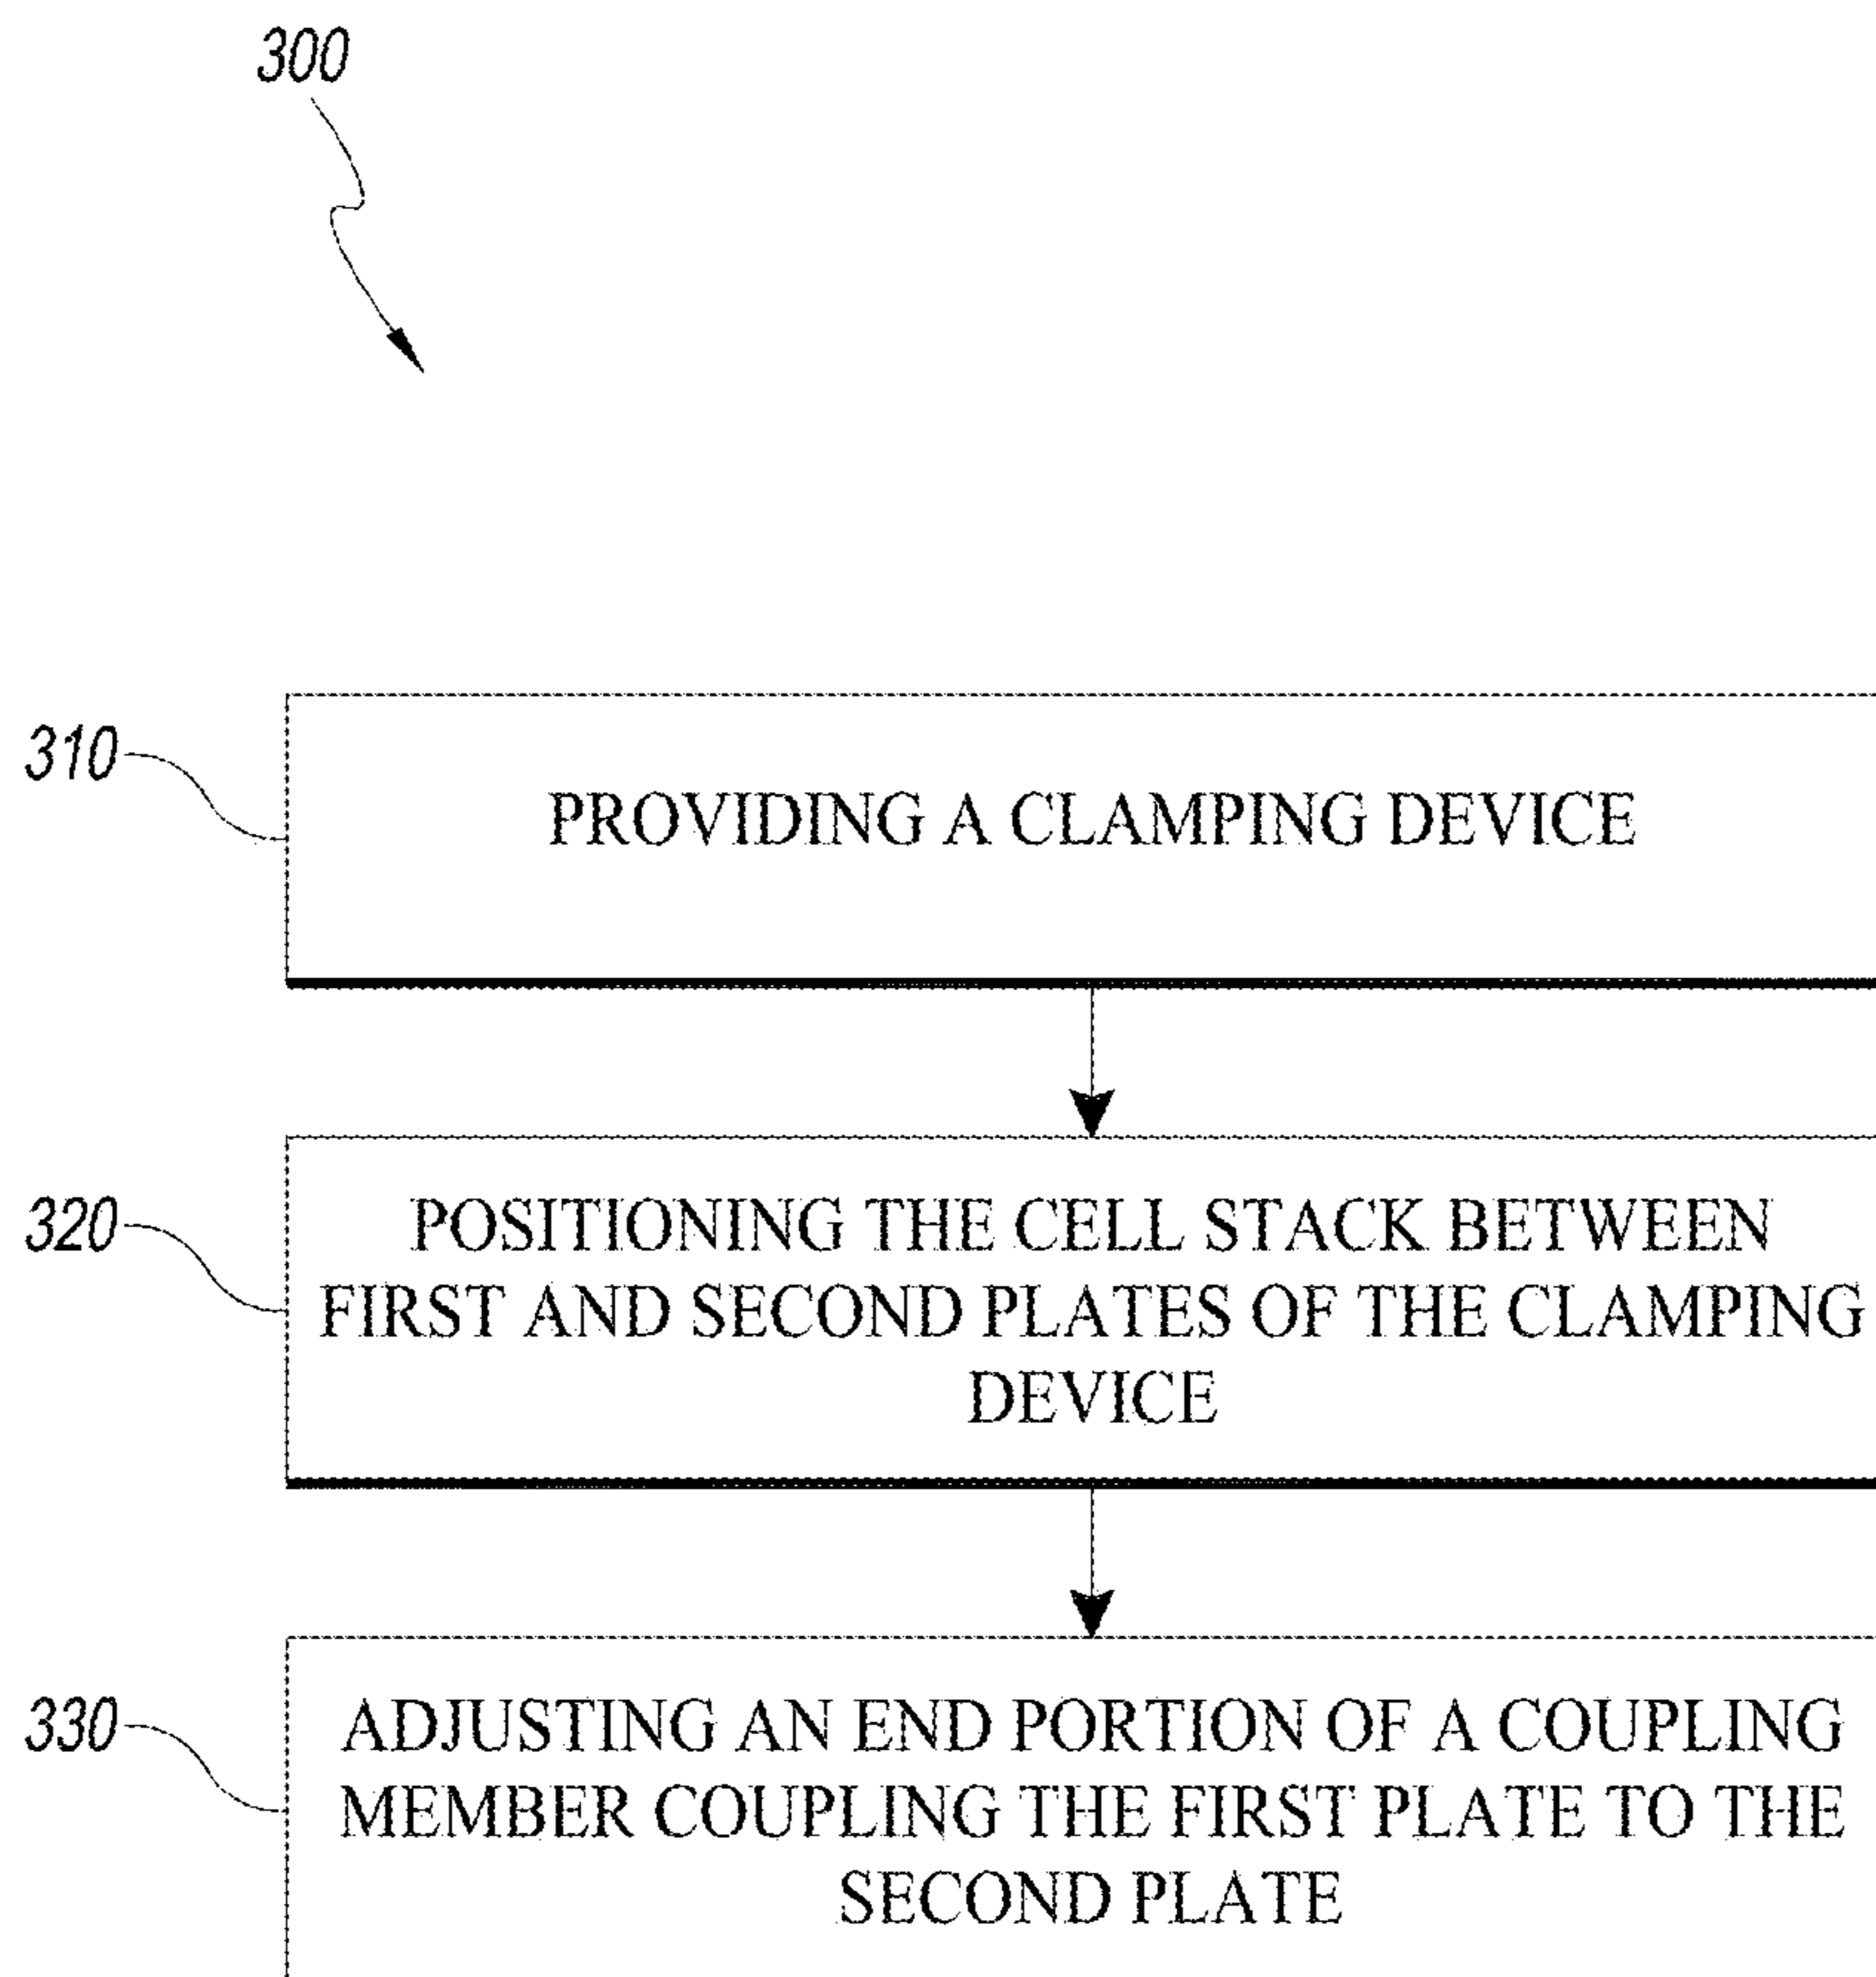 300
310
PROVIDING A CLAMPING DEVICE
320
POSITIONING THE CELL STACK BETWEEN
FIRST AND SECOND PLATES OF THE CLAMPING
DEVICE
330
ADJUSTING AN END PORTION OF A COUPLING
MEMBER COUPLING THE FIRST PLATE TO THE
SECOND PLATE